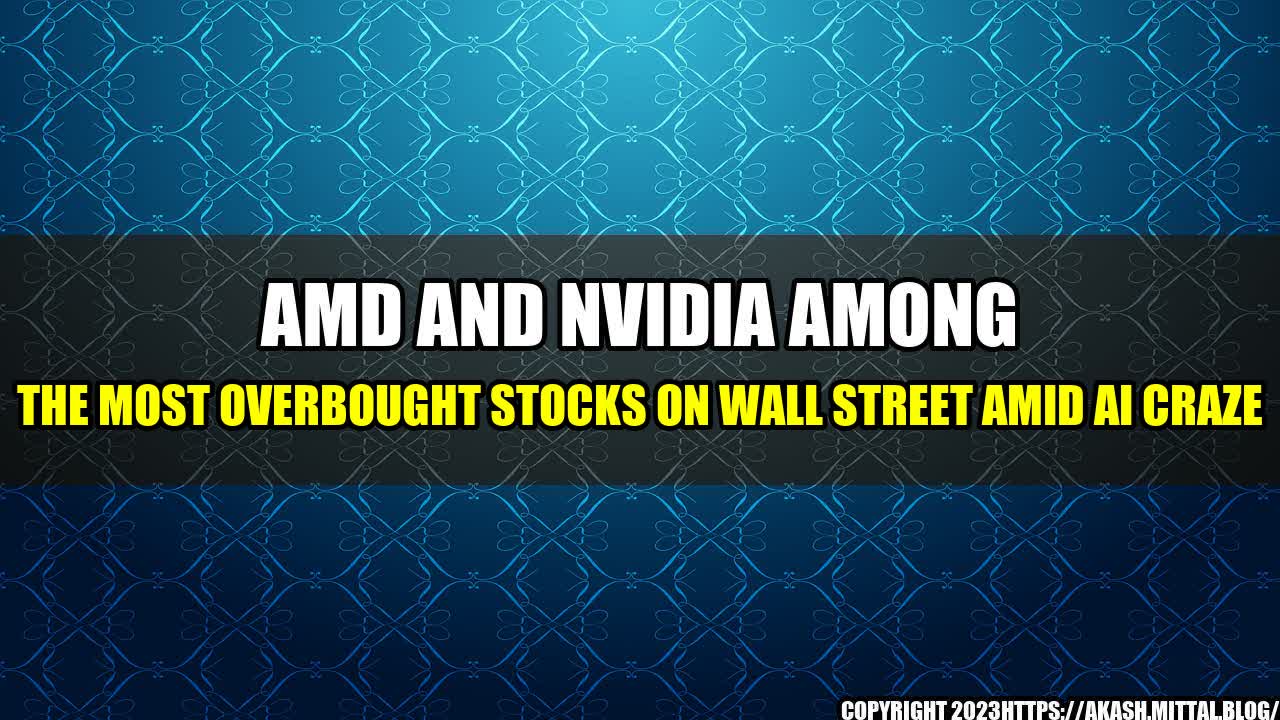 AMD AND NVIDIA AMONG
THE MOST OVERBOUGHT STOCKS ON WALL STREET AMID AI CRAZE
COPYRIGHT 2023HTTPS://AKASH.MITTAL.BLOG/